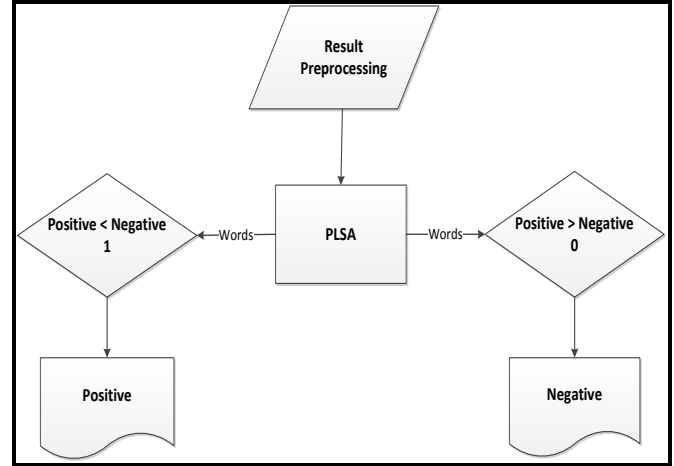 Result
Preprocessing
Positive < Negative
1
Words
PLSA
Words
Positive > Negative
0
Positive
Negative